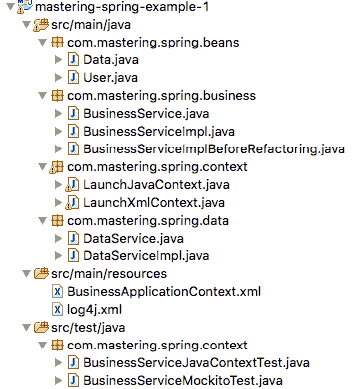 mastering-spring-example-1
src/main/java
com.mastering.spring.beans
Data.java
User.java
com.mastering.spring.business
BusinessService.java
BusinessServiceImpl.java
BusinessServiceImplBeforeRefactoring.java
com.mastering.spring.context
LaunchJavaContext.java
LaunchXmlContext.java
com.mastering.spring.data
DataService.java
DataServiceImpl.java
src/main/resources
BusinessApplicationContext.xml
log4j.xml
src/test/java
com.mastering.spring.context
BusinessServiceJavaContextTest.java
BusinessServiceMockitoTest.java